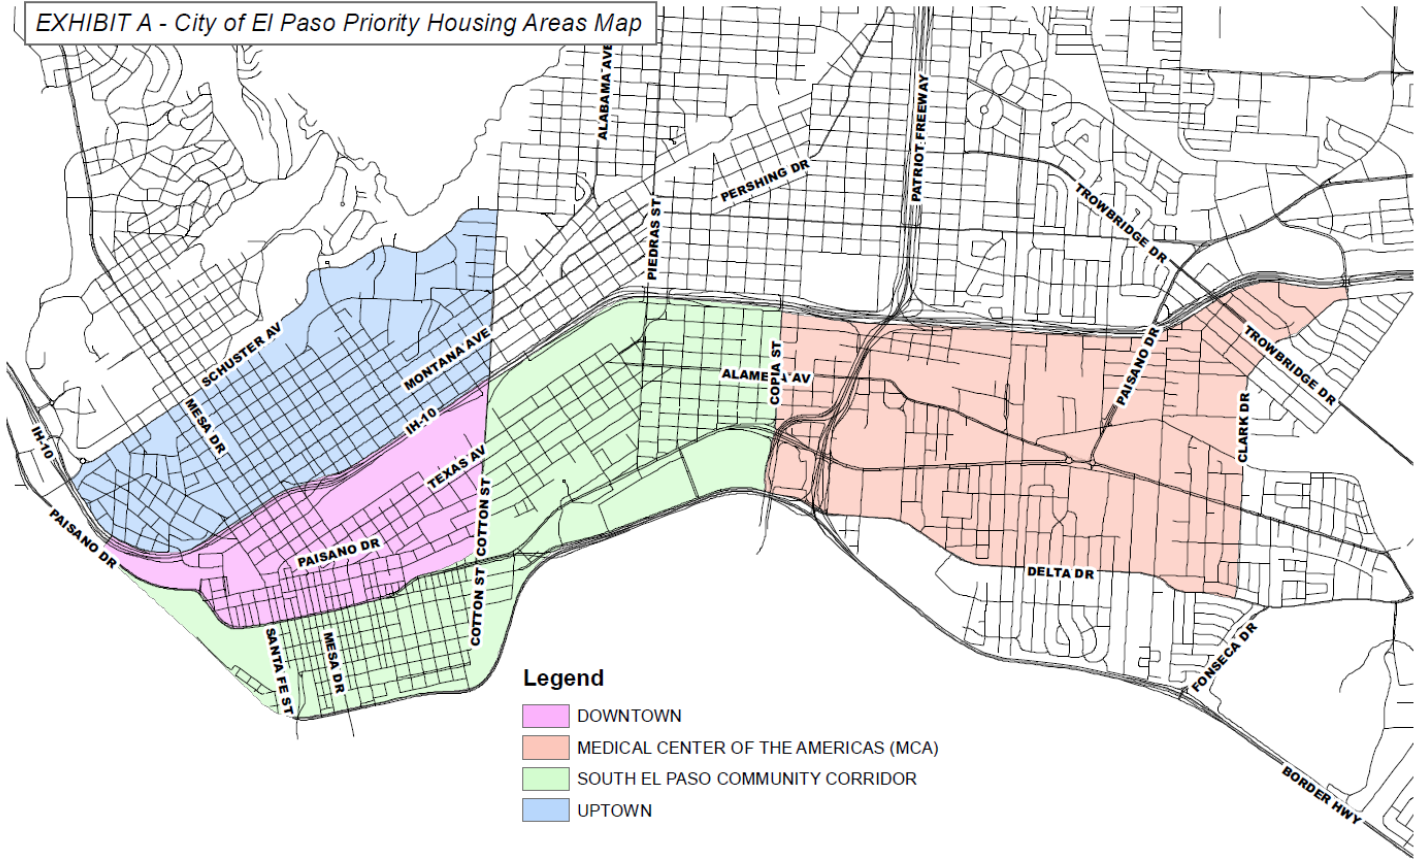 EXHIBIT A - City of El Paso Priority Housing Areas Map
ALABAMA AVE
PATRIOT FREEWAY
PERSHING DR
TROWBRIDGE DR
PIEDRAS ST
SCHUSTER AV
MONTANA AVE
COPIA ST
ALAMEDA AV
PAISANO DR
TROWBRIDGE DR
MESA DR
IH-10
IH-10
CLARK DR
TEXAS AV
COTTON ST
PAISANO DR
PAISANO DR
DELTA DR
COTTON ST
SANTA FE ST
MESA DR
FONSECA DR
BORDER HWY
Legend
DOWNTOWN
MEDICAL CENTER OF THE AMERICAS (MCA)
SOUTH EL PASO COMMUNITY CORRIDOR
UPTOWN